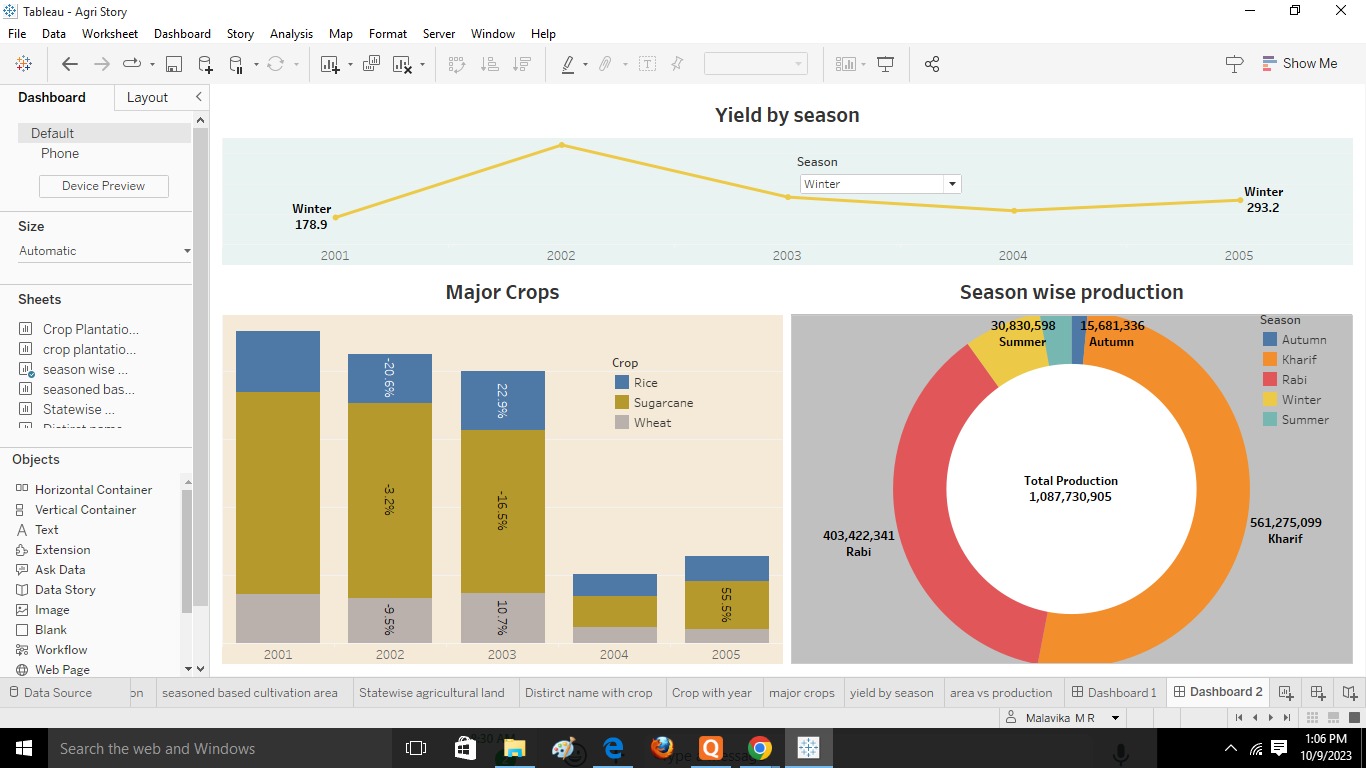 Tableau - Agri Story
File Data Worksheet Dashboard Story Analysis Map Format Server Window Help
Show Me
Dashboard Layout
Default
Phone
Device Preview
Size
Automatic
Sheets
Crop Plantatio...
crop plantatio...
season wise ...
seasoned bas...
Statewise ...
Objects
Horizontal Container
Vertical Container
Text
Extension
Ask Data
Data Story
Image
Blank
Workflow
Web Page
Yield by season
Season
Winter
Winter
178.9
Winter
293.2
2001 2002 2003 2004 2005
Major Crops
Crop
Rice
Sugarcane
Wheat
-20.6%
-3.2%
-9.5%
22.9%
-16.5%
10.7%
55.5%
2001 2002 2003 2004 2005
Season wise production
Season
Autumn
Kharif
Rabi
Winter
Summer
30,830,598
Summer
15,681,336
Autumn
Total Production
1,087,730,905
403,422,341
Rabi
561,275,099
Kharif
Data Source on seasoned based cultivation area Statewise agricultural land Distirct name with crop Crop with year major crops yield by season area vs production Dashboard 1 Dashboard 2
Malavika M R
Search the web and Windows
1:06 PM
10/9/2023